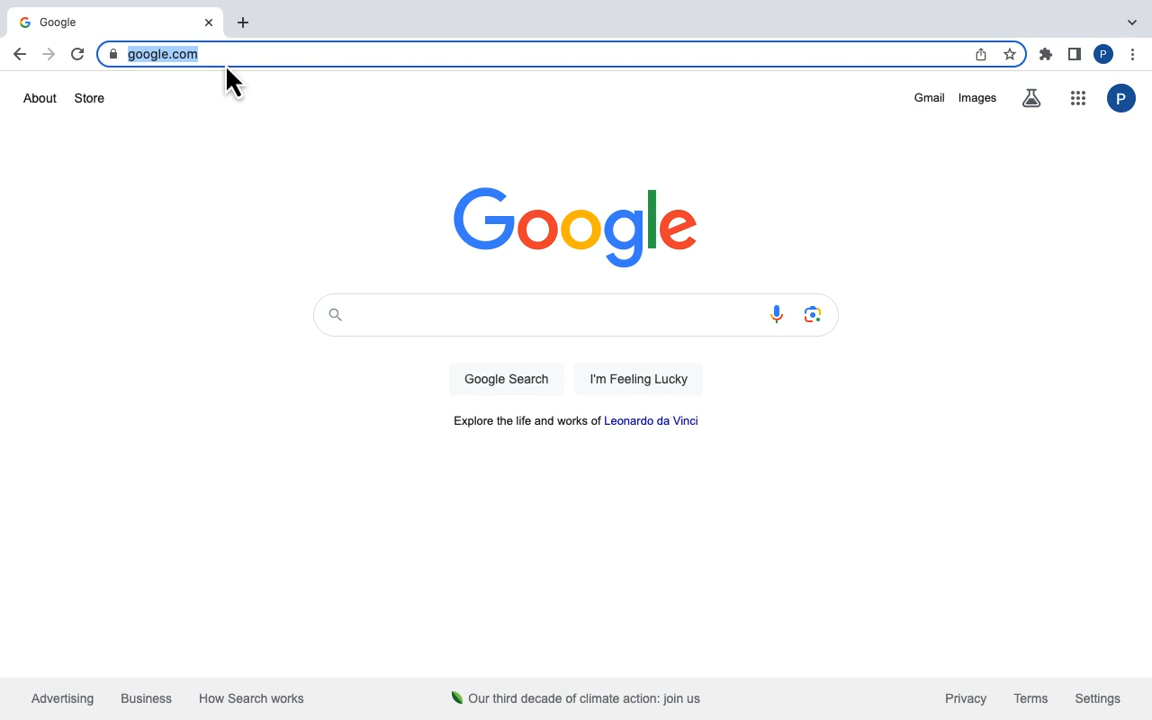 Google
google.com
P
About Store Gmail Images P
Google
Google Search I'm Feeling Lucky
Explore the life and works of Leonardo da Vinci
Advertising Business How Search works Our third decade of climate action: join us Privacy Terms Settings